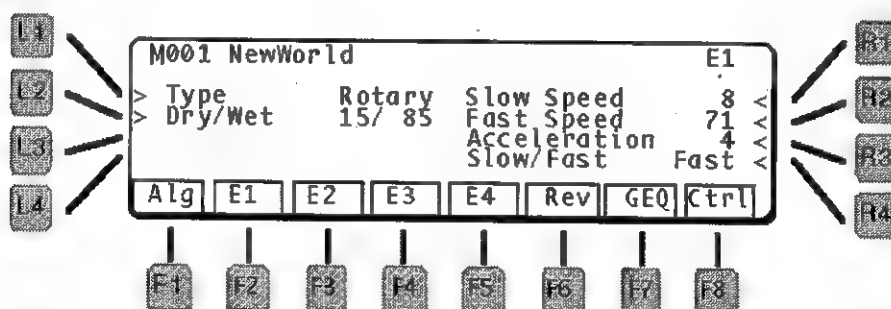 L1
R1
M001 NewWorld E1
L2
R2
> Type Rotary Slow Speed 8 <
> Dry/Wet 15/ 85 Fast Speed 71 <
L3
R3
Acceleration 4 <
Slow/Fast Fast <
L4
R4
Alg E1 E2 E3 E4 Rev GEQ Ctrl
F1 F2 F3 F4 F5 F6 F7 F8